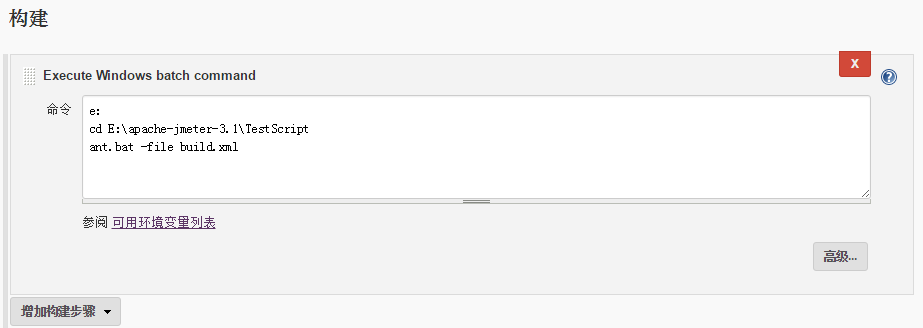 构建
Execute Windows batch command
X
命令
e:
cd E:\apache-jmeter-3.1\TestScript
ant.bat -file build.xml
参阅 可用环境变量列表
高级...
增加构建步骤